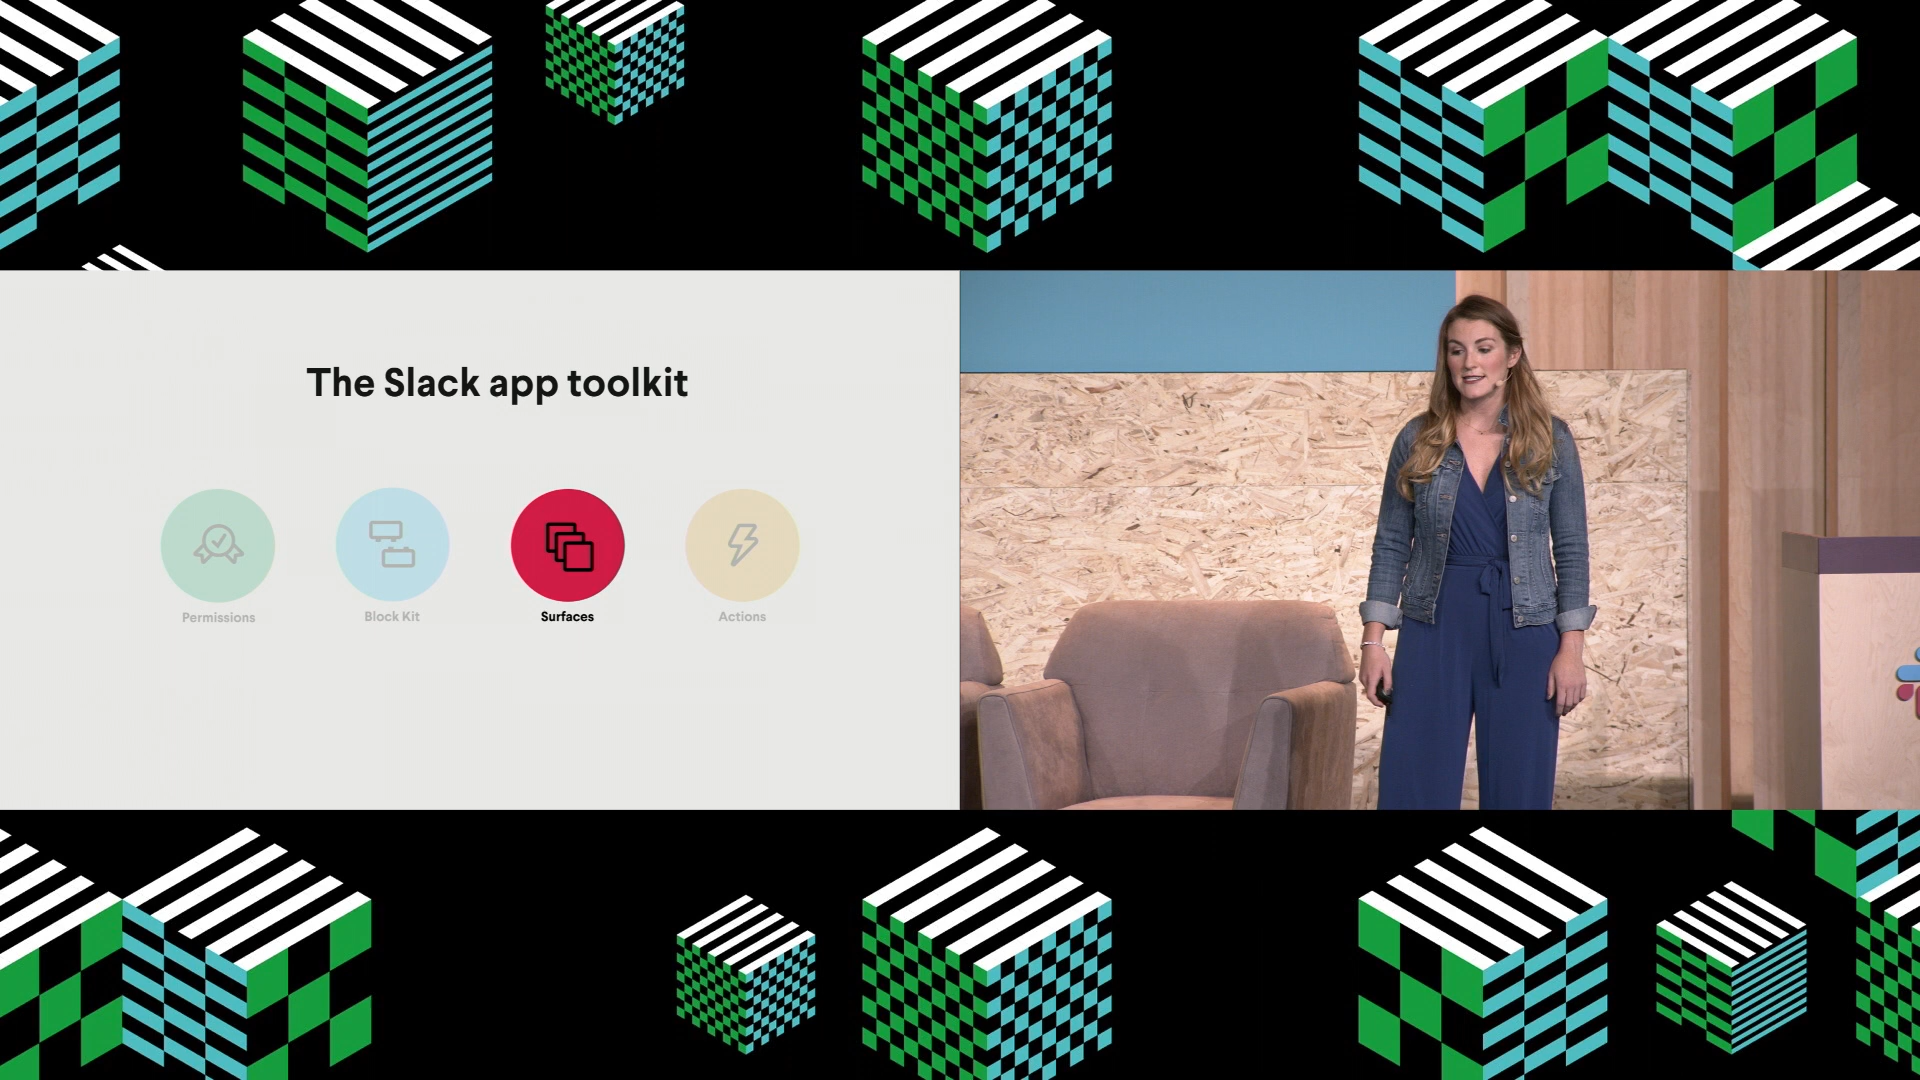 The Slack app toolkit
Permissions
Block Kit
Surfaces
Actions